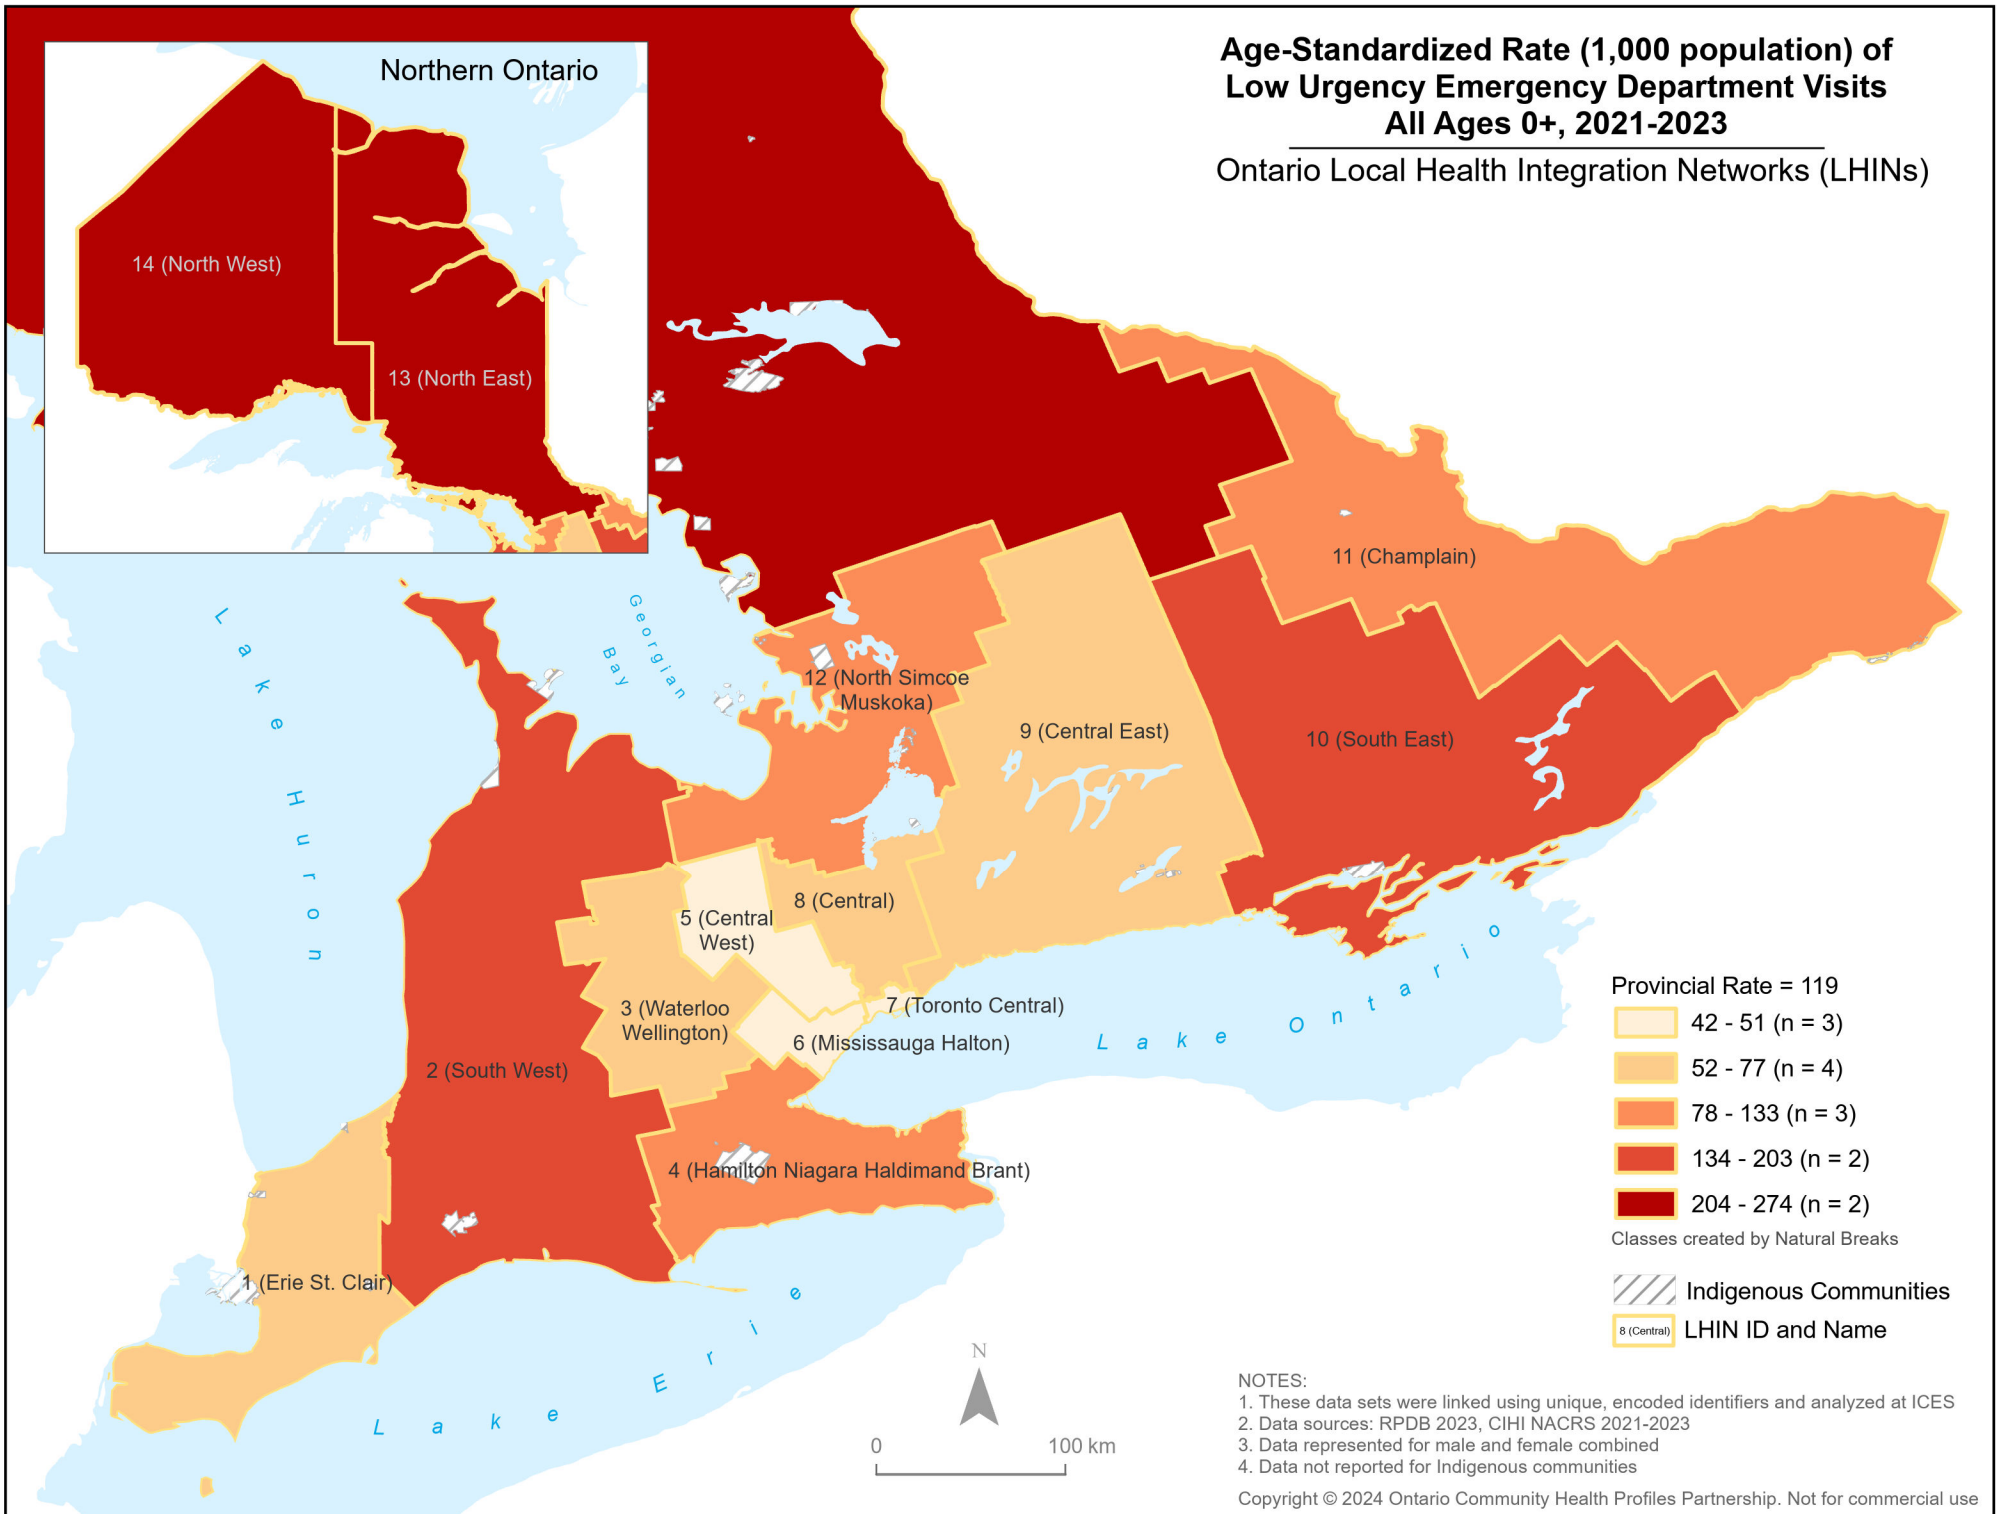 Age-Standardized Rate (1,000 population) of
Low Urgency Emergency Department Visits
All Ages 0+, 2021-2023
Ontario Local Health Integration Networks (LHINs)
Northern Ontario
14 (North West)
13 (North East)
11 (Champlain)
Lake Huron
Georgian
Bay
12 (North Simcoe
Muskoka)
9 (Central East)
10 (South East)
8 (Central)
5 (Central
West)
3 (Waterloo
Wellington)
7 (Toronto Central)
6 (Mississauga Halton)
Lake Ontario
2 (South West)
4 (Hamilton Niagara Haldimand Brant)
1 (Erie St. Clair)
Lake Erie
Provincial Rate = 119
42 - 51 (n = 3)
52 - 77 (n = 4)
78 - 133 (n = 3)
134 - 203 (n = 2)
204 - 274 (n = 2)
Classes created by Natural Breaks
Indigenous Communities
8 (Central) LHIN ID and Name
N
0 100 km
NOTES:
1. These data sets were linked using unique, encoded identifiers and analyzed at ICES
2. Data sources: RPDB 2023, CIHI NACRS 2021-2023
3. Data represented for male and female combined
4. Data not reported for Indigenous communities
Copyright © 2024 Ontario Community Health Profiles Partnership. Not for commercial use